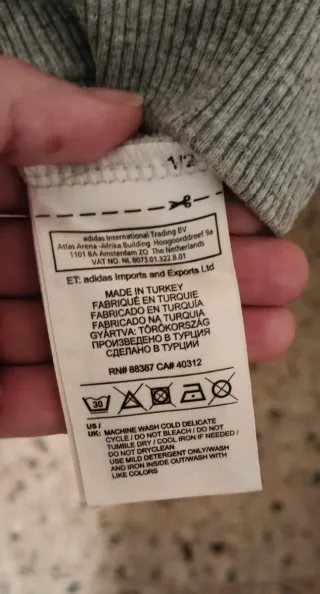 1/2
adidas International Trading BV
Atlas Arena -Afrika Building Hoogoorddreef 9a
1101 BA Amsterdam ZO The Netherlands
VAT NO. NL 8073.01.322.B.01
ET: adidas Imports and Exports Ltd
MADE IN TURKEY
FABRIQUÉ EN TURQUIE
FABRICADO EN TURQUÍA
FABRICADO NA TURQUIA
GYÁRTVA: TÖRÖKORSZÁG
ПРОИЗВЕДЕНО В ТУРЦИЯ
СДЕЛАНО В ТУРЦИИ
RN# 88387 CA# 40312
30
US / UK: MACHINE WASH COLD DELICATE
CYCLE / DO NOT BLEACH / DO NOT
TUMBLE DRY / COOL IRON IF NEEDED /
DO NOT DRYCLEAN
USE MILD DETERGENT ONLY/WASH
AND IRON INSIDE OUT/WASH WITH
LIKE COLORS